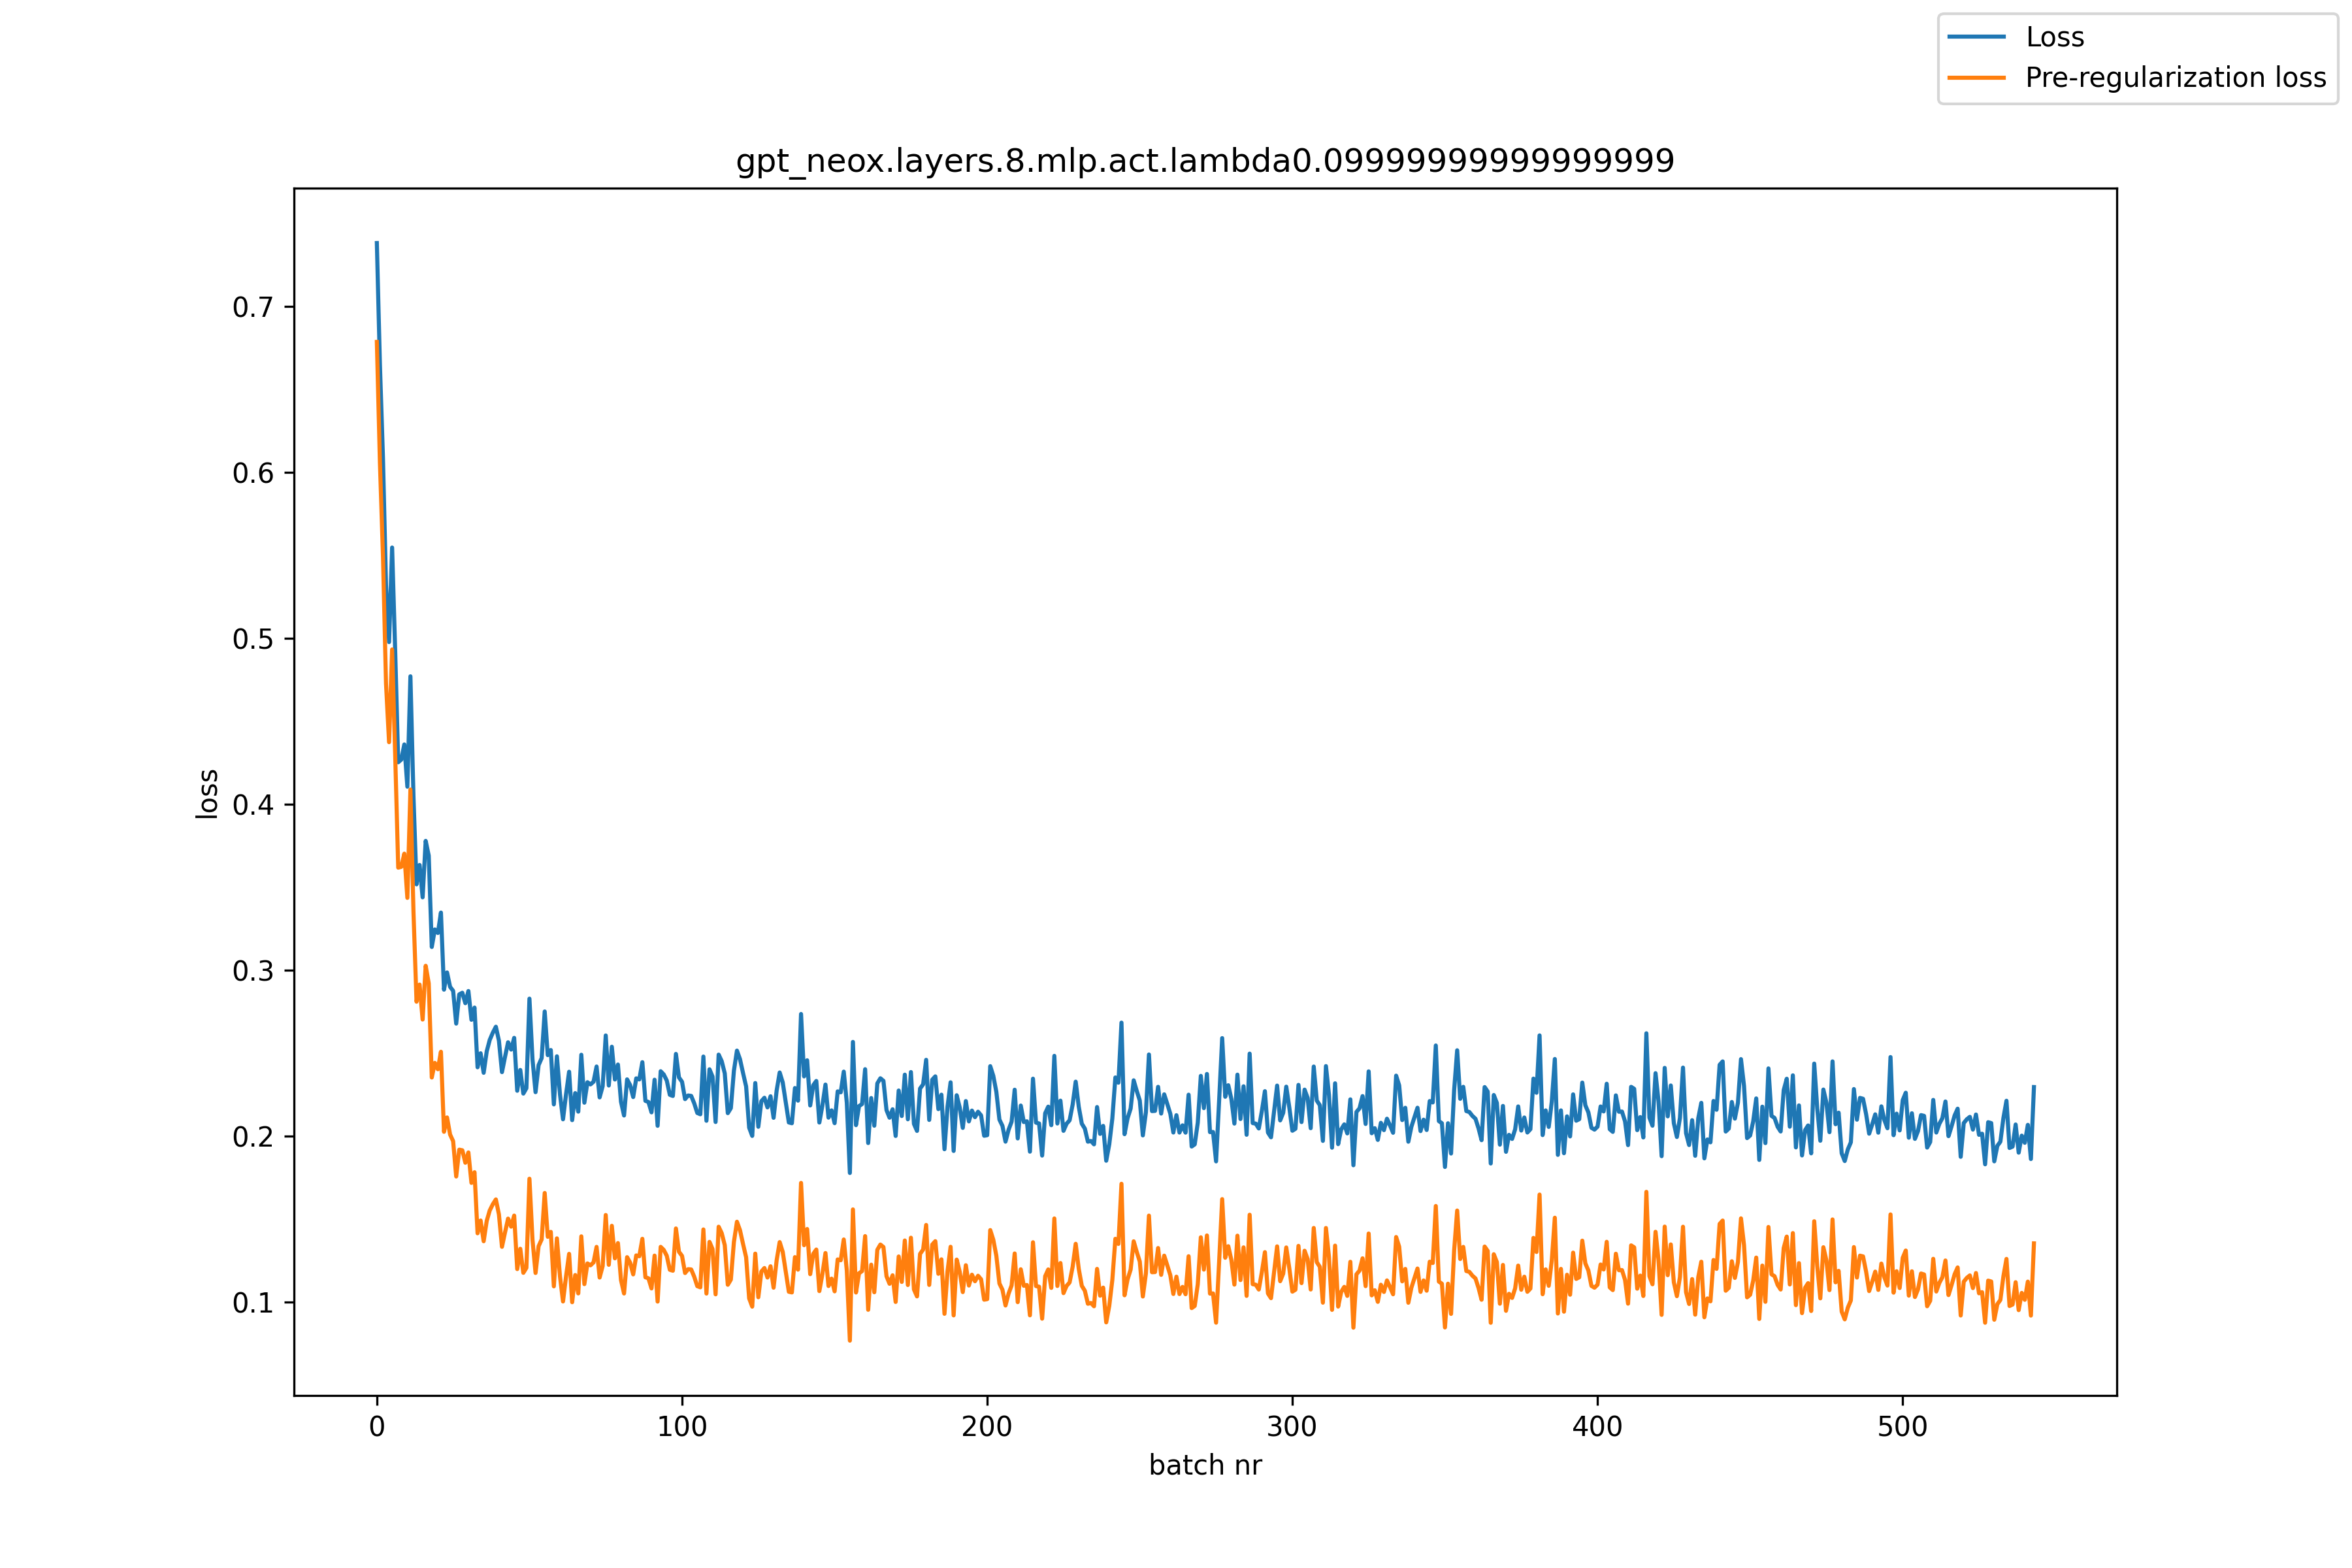 Loss
Pre-regularization loss
gpt_neox.layers.8.mlp.act.lambda0.09999999999999999
0.7
0.6
0.5
0.4
0.3
0.2
0.1
loss
0
100
200
300
400
500
batch nr